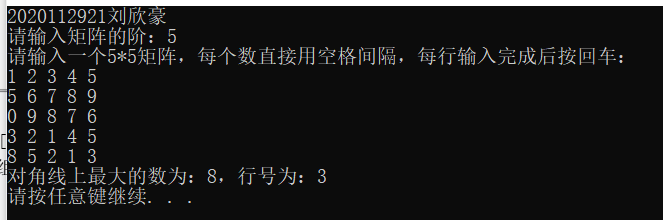 2020112921刘欣豪
请输入矩阵的阶：5
请输入一个5*5矩阵，每个数直接用空格间隔，每行输入完成后按回车：
1 2 3 4 5
5 6 7 8 9
0 9 8 7 6
3 2 1 4 5
8 5 2 1 3
对角线上最大的数为：8，行号为：3
请按任意键继续. . .